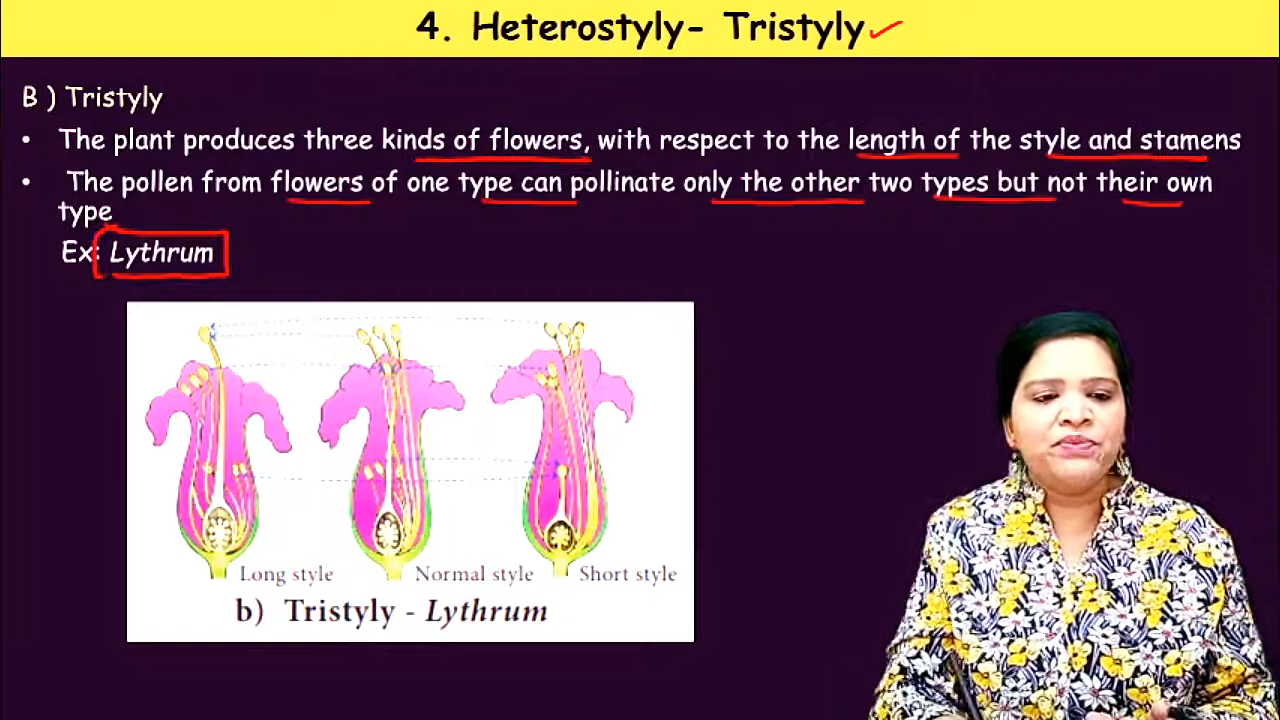 4. Heterostyly- Tristyly
B ) Tristyly
• The plant produces three kinds of flowers, with respect to the length of the style and stamens
• The pollen from flowers of one type can pollinate only the other two types but not their own
type
Ex: Lythrum
Long style Normal style Short style
b) Tristyly - Lythrum